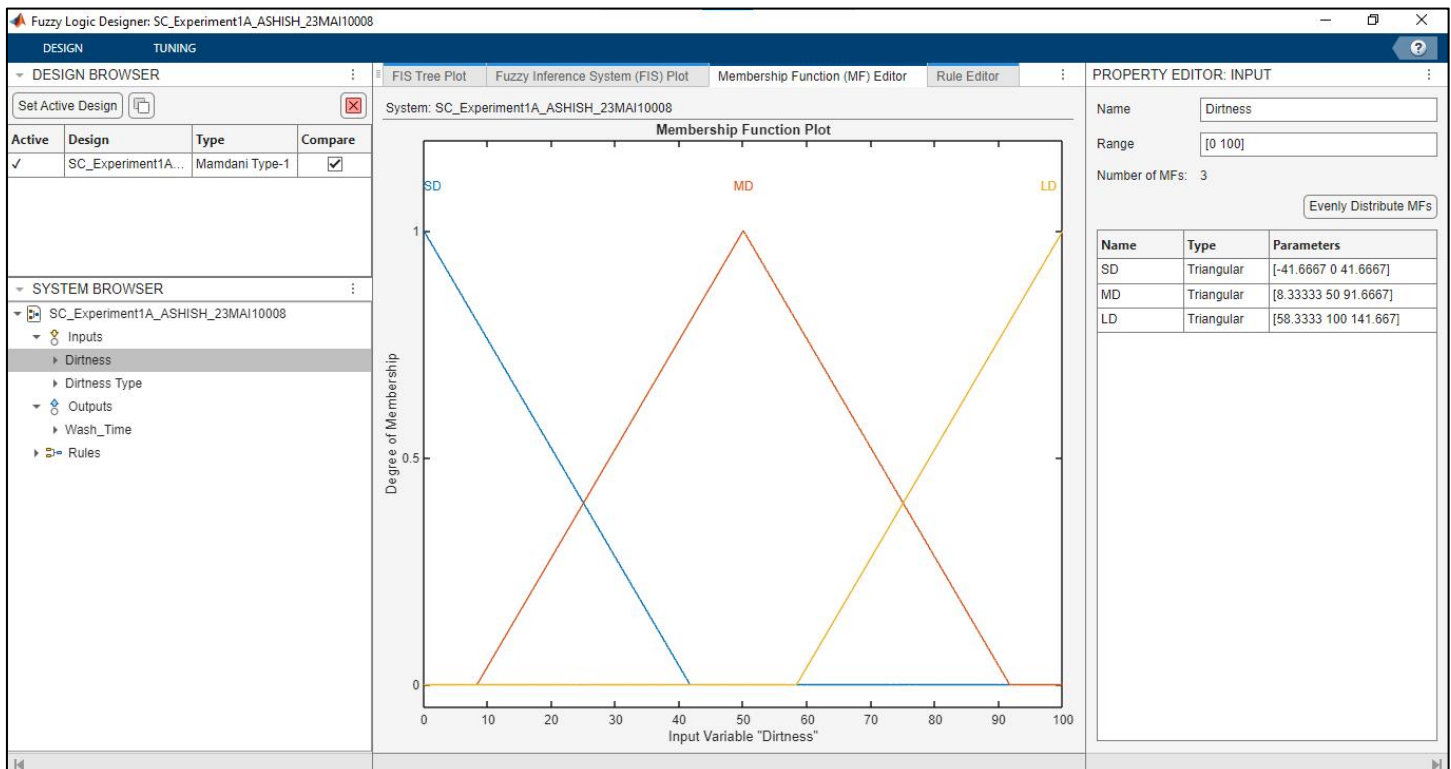 Fuzzy Logic Designer: SC_Experiment1A_ASHISH_23MAI10008
DESIGN TUNING
?
DESIGN BROWSER
Set Active Design
Active Design Type Compare
✓ SC_Experiment1A... Mamdani Type-1
SYSTEM BROWSER
SC_Experiment1A_ASHISH_23MAI10008
Inputs
Dirtness
Dirtness Type
Outputs
Wash_Time
Rules
FIS Tree Plot Fuzzy Inference System (FIS) Plot Membership Function (MF) Editor Rule Editor
System: SC_Experiment1A_ASHISH_23MAI10008
Membership Function Plot
SD MD LD
1
0.5
0
Degree of Membership
0 10 20 30 40 50 60 70 80 90 100
Input Variable "Dirtness"
PROPERTY EDITOR: INPUT
Name Dirtness
Range [0 100]
Number of MFs: 3
Evenly Distribute MFs
Name Type Parameters
SD Triangular [-41.6667 0 41.6667]
MD Triangular [8.33333 50 91.6667]
LD Triangular [58.3333 100 141.667]